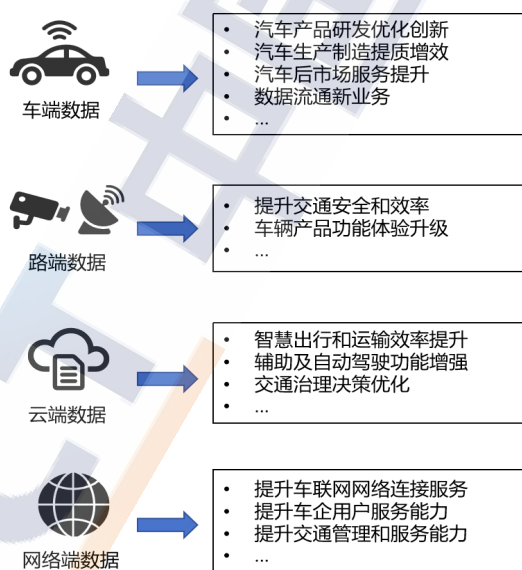 车端数据
• 汽车产品研发优化创新
• 汽车生产制造提质增效
• 汽车后市场服务提升
• 数据流通新业务
• ...
路端数据
• 提升交通安全和效率
• 车辆产品功能体验升级
• ...
云端数据
• 智慧出行和运输效率提升
• 辅助及自动驾驶功能增强
• 交通治理决策优化
• ...
网络端数据
• 提升车联网网络连接服务
• 提升车企用户服务能力
• 提升交通管理和服务能力
• ...